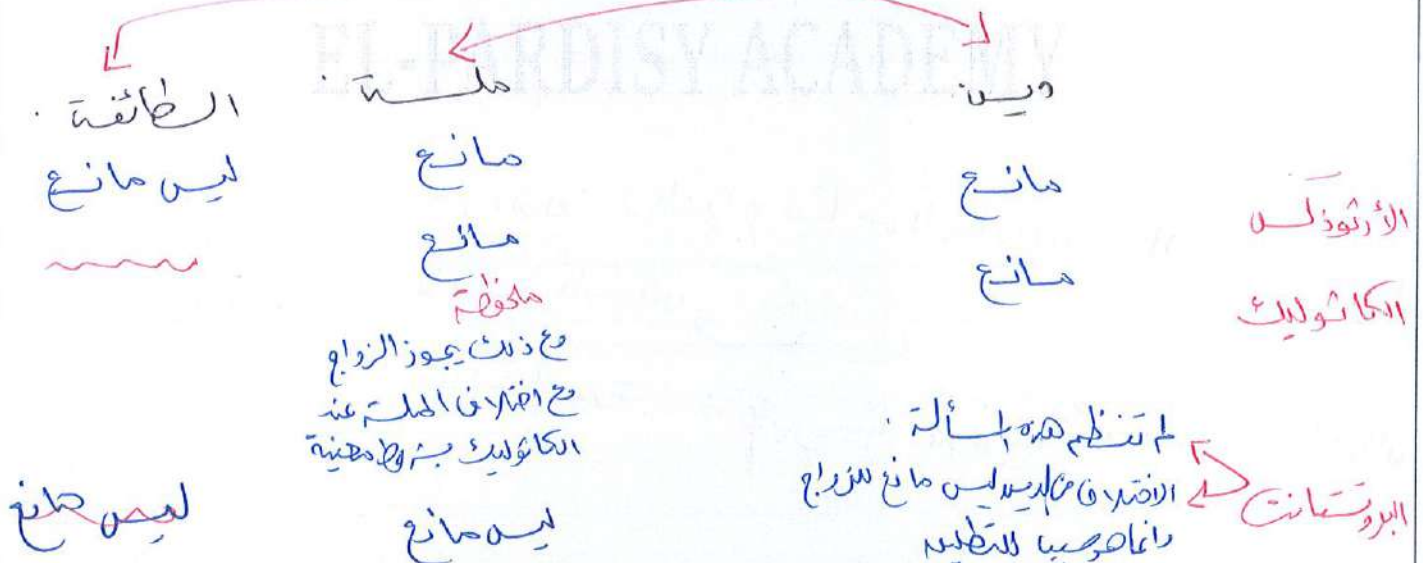 EL-FARDISY ACADEMY
دين ملة الطائفة
الأرثوذكس مانع مانع ليس مانع
الكاثوليك مانع مانع
ملحوظة
مع ذلك يجوز الزواج
مع اختلاف الملة عند
الكاثوليك بشروط معينة
البروتستانت
لم تنظم هذه المسألة
الاختلاف في الدين ليس مانع للزواج
وانما هو سببا للتطليق
ليس مانع
ليس مانع